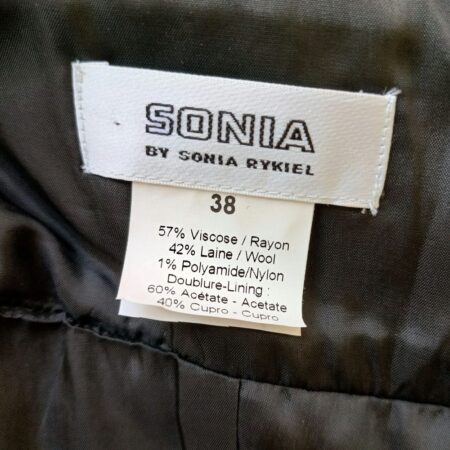 SONIA
BY SONIA RYKIEL
38
57% Viscose / Rayon
42% Laine / Wool
1% Polyamide/Nylon
Doublure-Lining :
60% Acétate - Acetate
40% Cupro - Cupro